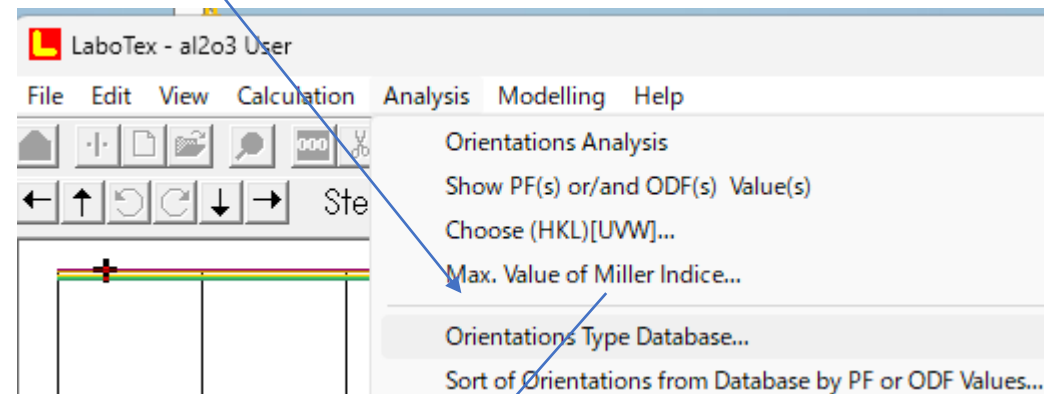 LaboTex - al2o3 User
File Edit View Calculation Analysis Modelling Help
000
Orientations Analysis
Show PF(s) or/and ODF(s) Value(s)
Ste
Choose (HKL)[UVW]...
Max. Value of Miller Indice...
Orientations Type Database...
Sort of Orientations from Database by PF or ODF Values...